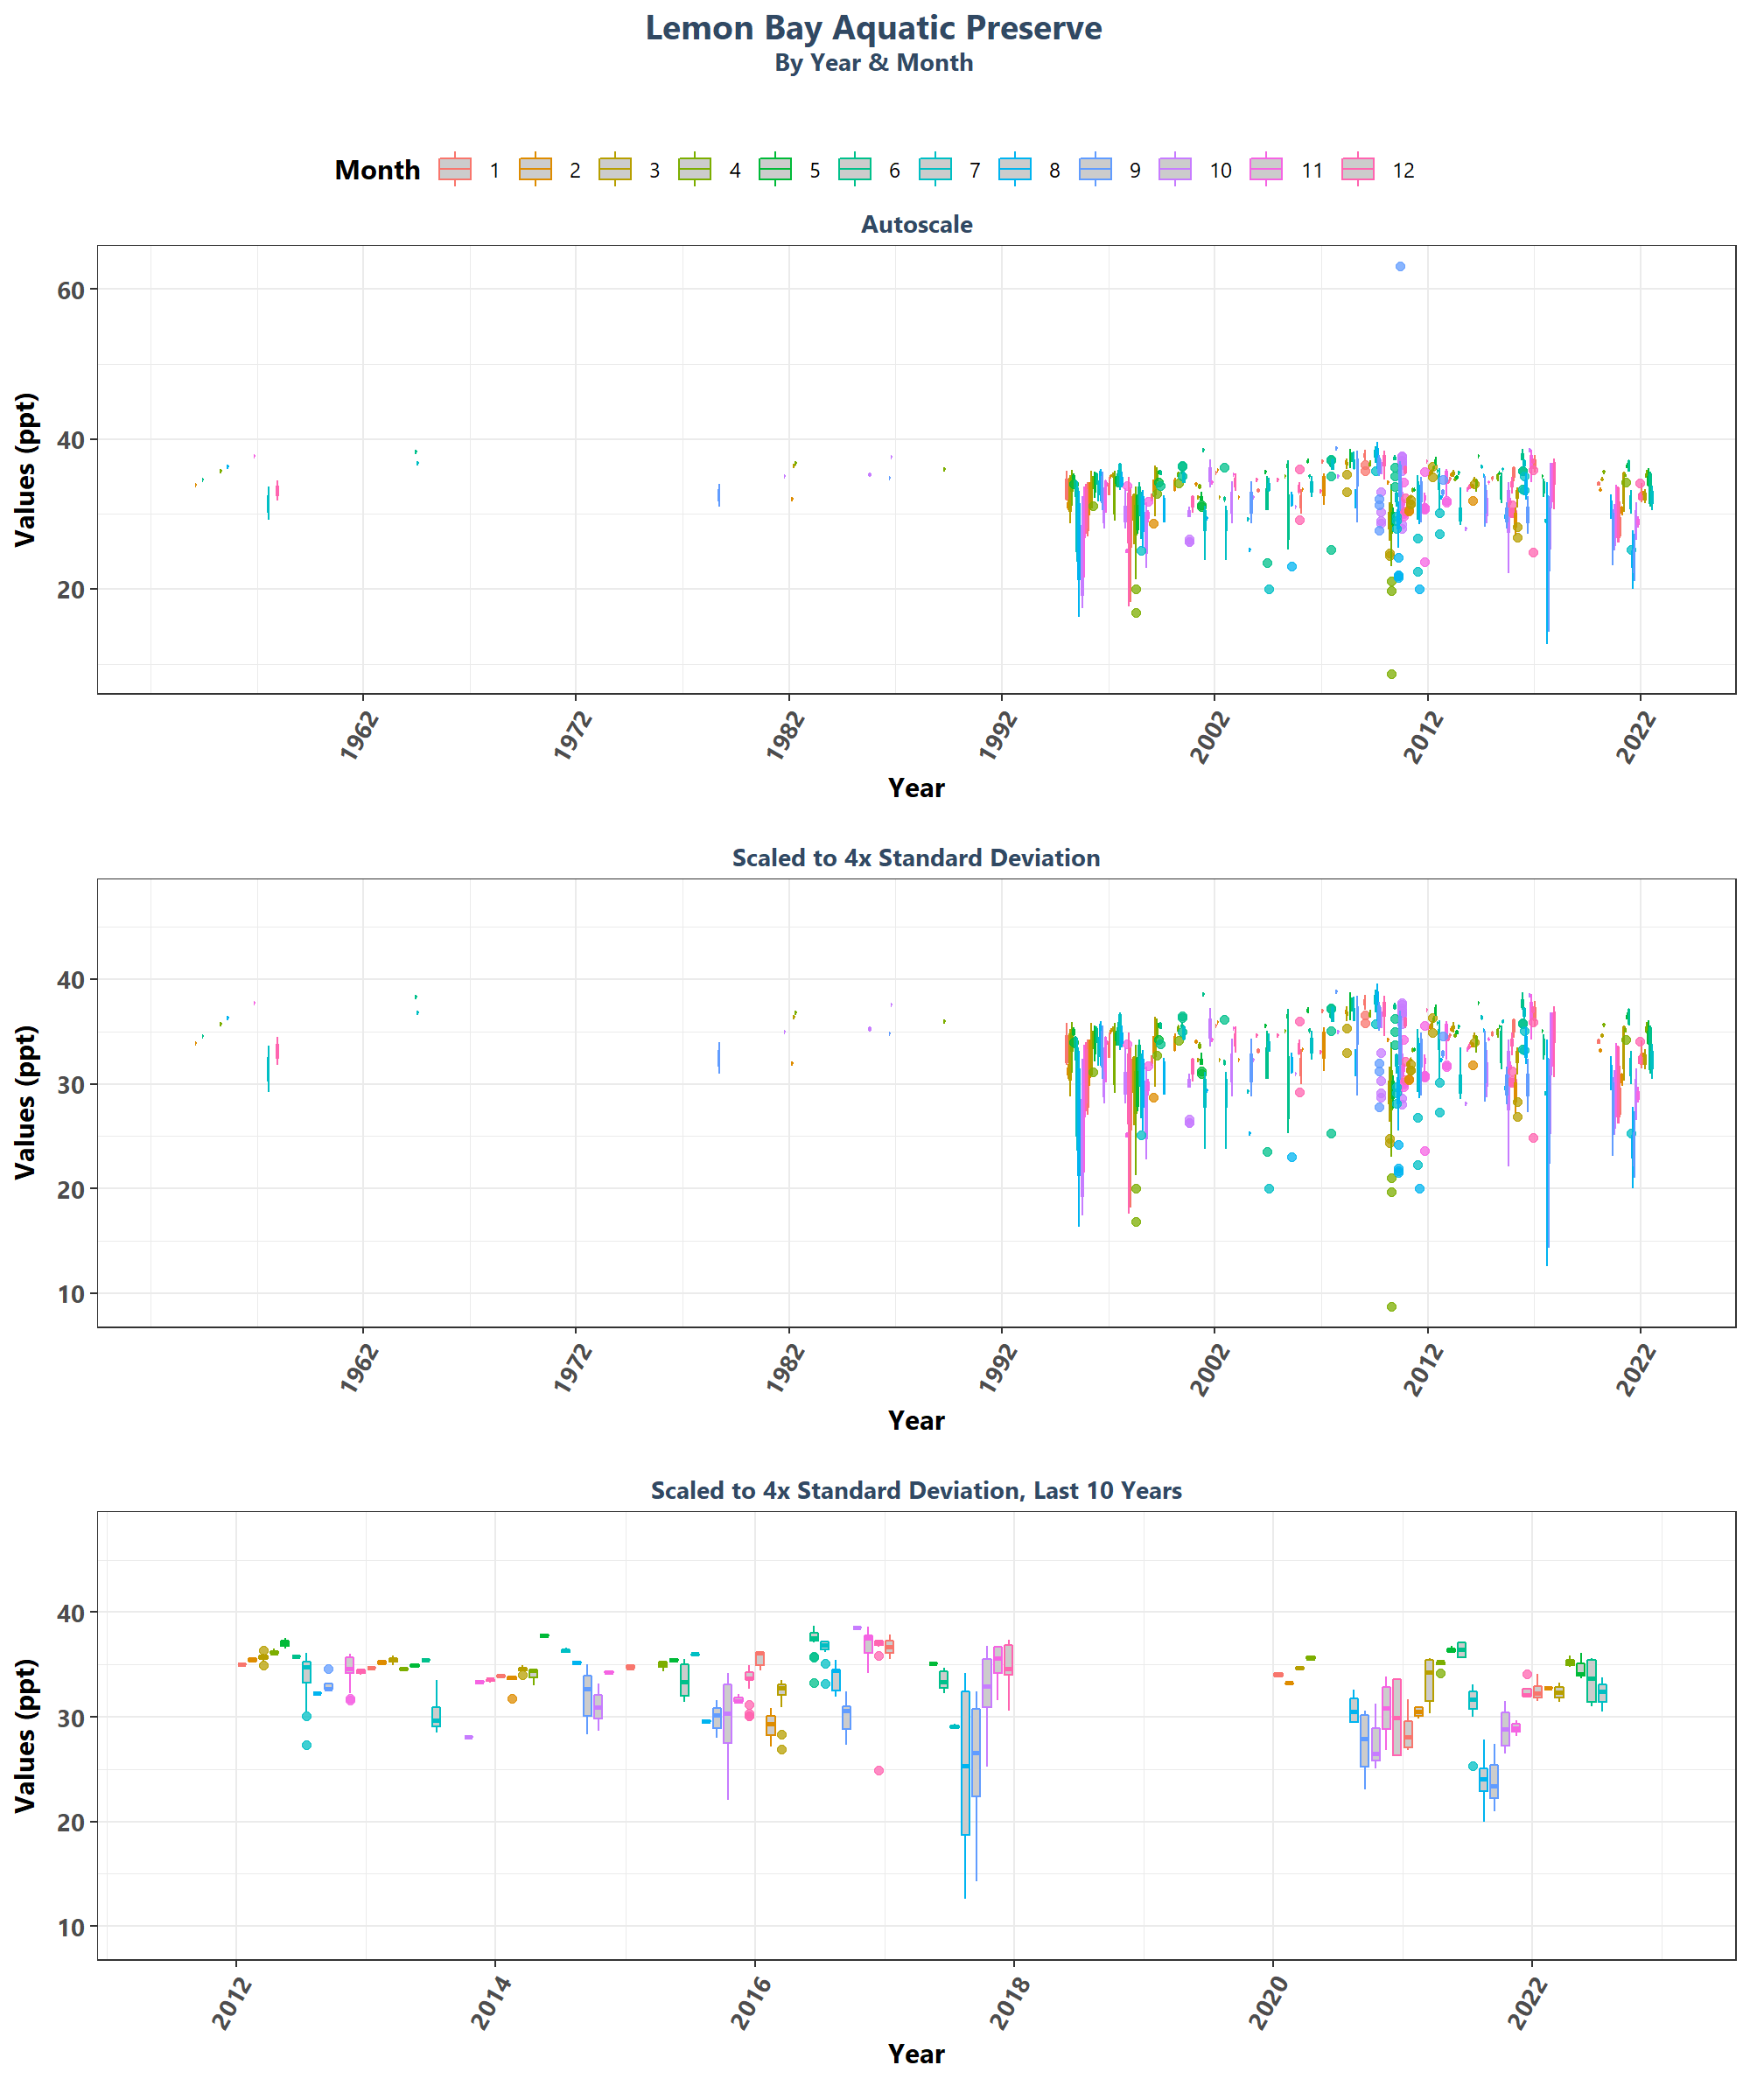 Lemon Bay Aquatic Preserve
By Year & Month
Month 1 2 3 4 5 6 7 8 9 10 11 12
Autoscale
Values (ppt)
60
40
20
1962 1972 1982 1992 2002 2012 2022
Year
Scaled to 4x Standard Deviation
Values (ppt)
40
30
20
10
1962 1972 1982 1992 2002 2012 2022
Year
Scaled to 4x Standard Deviation, Last 10 Years
Values (ppt)
40
30
20
10
2012 2014 2016 2018 2020 2022
Year